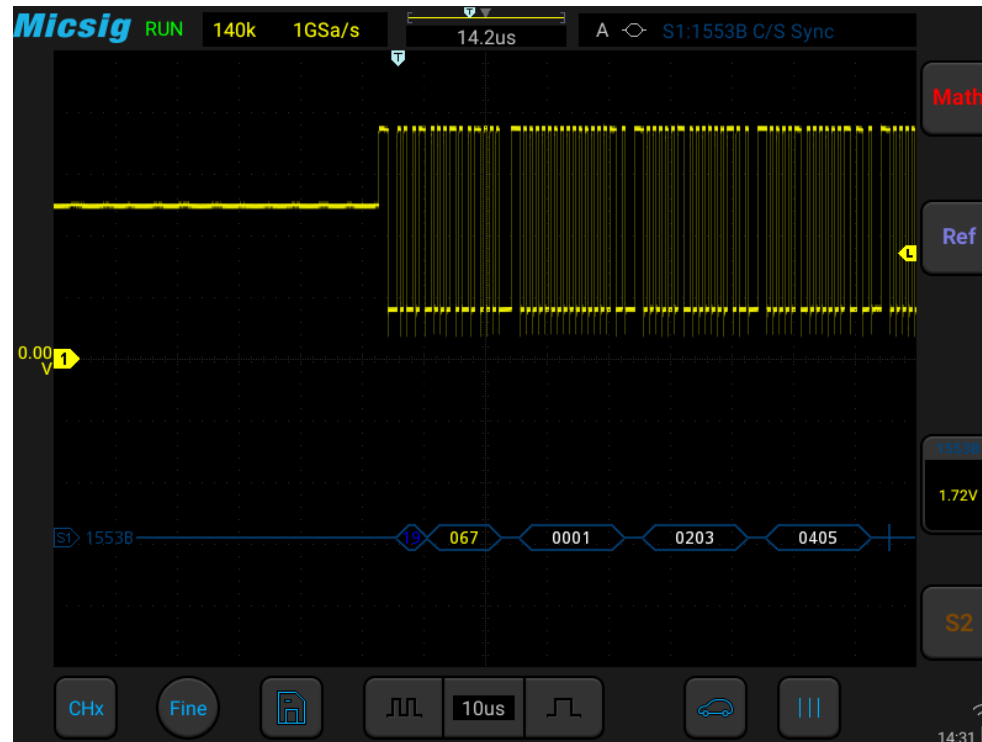 Micsig RUN 140k 1GSa/s 14.2us A S1:1553B C/S Sync
T
T
Math
Ref
L
0.00 V 1
1553B
1.72V
S1 1553B 19 067 0001 0203 0405
S2
CHx Fine 10us
14:31